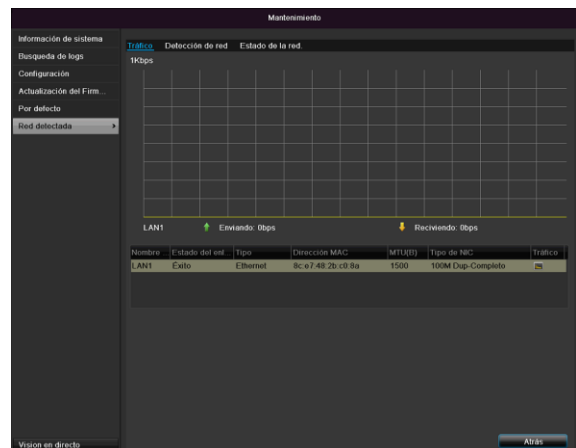 Mantenimiento
Información de sistema
Busqueda de logs
Configuración
Actualización del Firm...
Por defecto
Red detectada
Tráfico Detección de red Estado de la red.
1Kbps
LAN1 Enviando: 0bps Reciviendo: 0bps
Nombre ... Estado del enl... Tipo Dirección MAC MTU(B) Tipo de NIC Tráfico
LAN1 Éxito Ethernet 8c:e7:48:2b:c0:8a 1500 100M Dup-Completo
Vision en directo Atrás